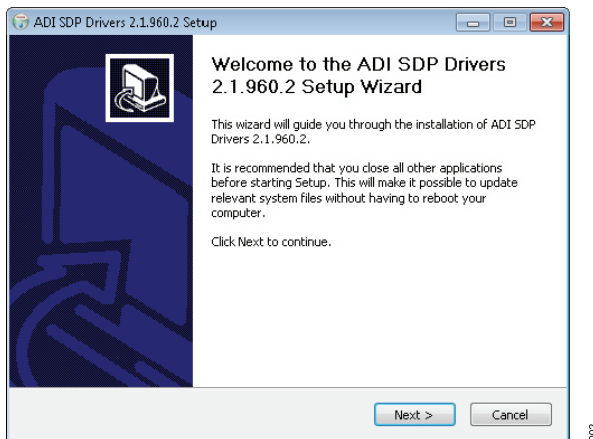 ADI SDP Drivers 2.1.960.2 Setup
Welcome to the ADI SDP Drivers
2.1.960.2 Setup Wizard
This wizard will guide you through the installation of ADI SDP
Drivers 2.1.960.2.
It is recommended that you close all other applications
before starting Setup. This will make it possible to update
relevant system files without having to reboot your
computer.
Click Next to continue.
Next >
Cancel